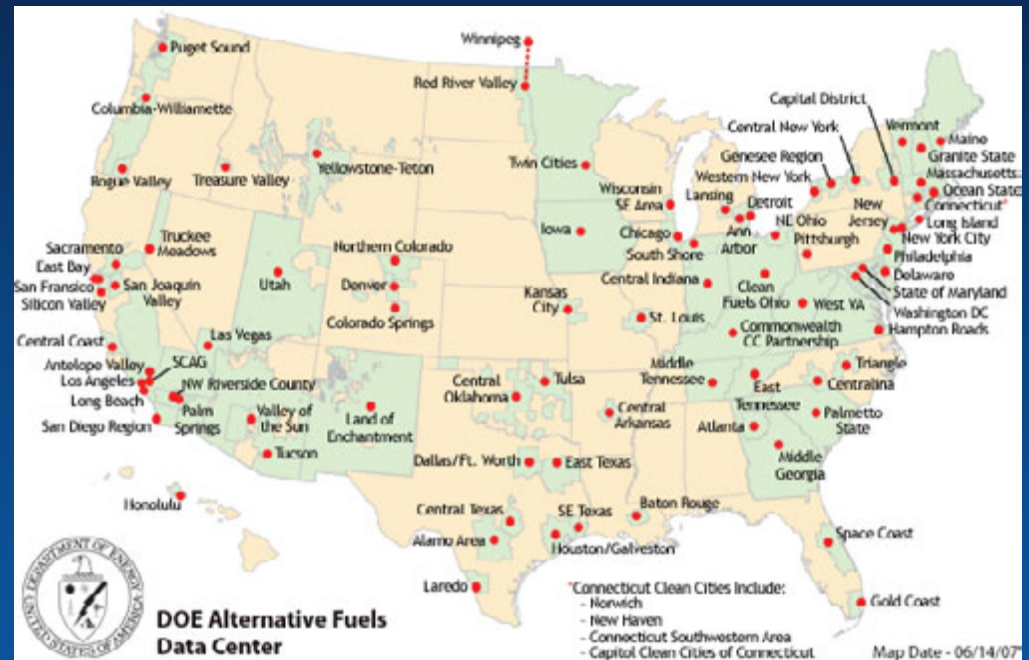 Winnipeg
Puget Sound
Red River Valley
Columbia-Williamette
Capital District
Central New York
Vermont
Maine
Genesee Region
Granite State
Yellowstone-Teton
Twin Cities
Western New York
Massachusetts
Rogue Valley
Treasure Valley
Wisconsin
SE Area
Lansing
Detroit
Ocean State
Connecticut*
New
Jersey
Long Island
Sacramento
Truckee
Meadows
Northern Colorado
Iowa
Chicago
Ann
Arbor
NE Ohio
Pittsburgh
New York City
East Bay
South Shore
Philadelphia
San Fransico
San Joaquin
Valley
Utah
Denver
Central Indiana
Clean
Fuels Ohio
Delaware
Silicon Valley
Kansas
City
State of Maryland
West VA
Washington DC
Colorado Springs
St. Louis
Commonwealth
CC Partnership
Hampton Roads
Central Coast
Las Vegas
Antelope Valley
SCAG
Middle
Tennessee
Triangle
Los Angeles
NW Riverside County
Central
Oklahoma
Tulsa
East
Tennessee
Centralina
Long Beach
Palm
Springs
Valley of
the Sun
Land of
Enchantment
Central
Arkansas
Palmetto
State
San Diego Region
Atlanta
Tucson
Dallas/Ft. Worth
East Texas
Middle
Georgia
Honolulu
Central Texas
SE Texas
Baton Rouge
Space Coast
Alamo Area
Houston/Galveston
Laredo
Gold Coast
DEPARTMENT OF ENERGY
UNITED STATES OF AMERICA
DOE Alternative Fuels
Data Center
*Connecticut Clean Cities Include:
- Norwich
- New Haven
- Connecticut Southwestern Area
- Capitol Clean Cities of Connecticut
Map Date - 06/14/07